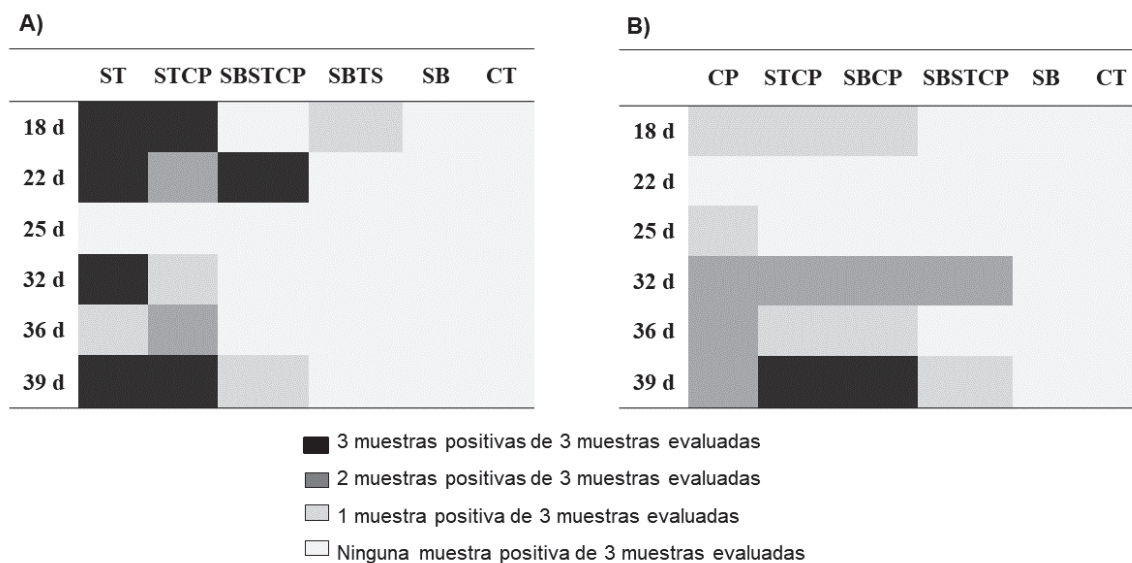 A)
ST STCP SBSTCP SBTS SB CT
18 d
22 d
25 d
32 d
36 d
39 d
B)
CP STCP SBCP SBSTCP SB CT
18 d
22 d
25 d
32 d
36 d
39 d
3 muestras positivas de 3 muestras evaluadas
2 muestras positivas de 3 muestras evaluadas
1 muestra positiva de 3 muestras evaluadas
Ninguna muestra positiva de 3 muestras evaluadas